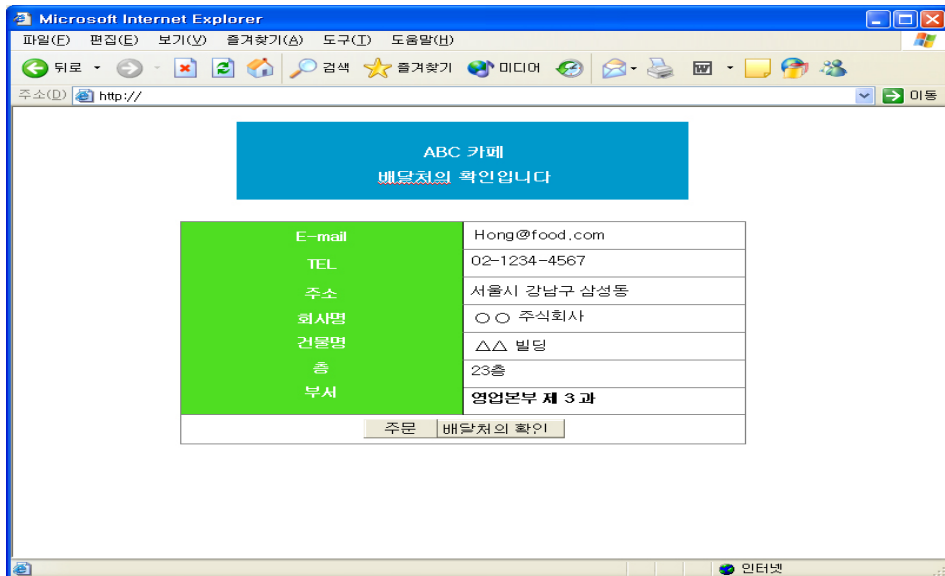 Microsoft Internet Explorer
파일(F) 편집(E) 보기(V) 즐겨찾기(A) 도구(T) 도움말(H)
뒤로 검색 즐겨찾기 미디어
주소(D) http:// 이동
ABC 카페
배달처의 확인입니다
E-mail Hong@food.com
TEL 02-1234-4567
주소 서울시 강남구 삼성동
회사명 ○○ 주식회사
건물명 △△ 빌딩
층 23층
부서 영업본부 제 3 과
주문 배달처의 확인
인터넷